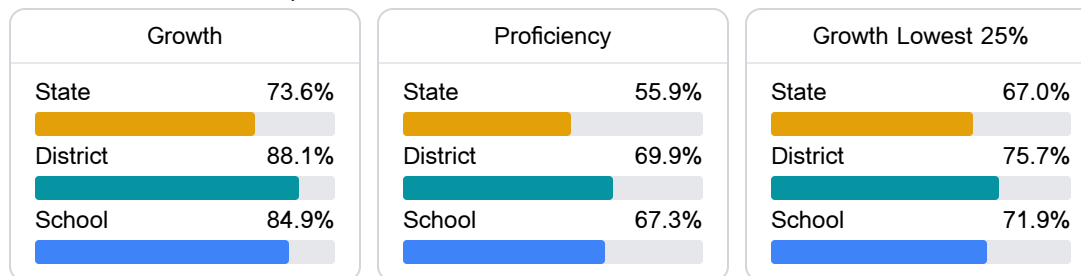 Growth
State 73.6%
District 88.1%
School 84.9%
Proficiency
State 55.9%
District 69.9%
School 67.3%
Growth Lowest 25%
State 67.0%
District 75.7%
School 71.9%